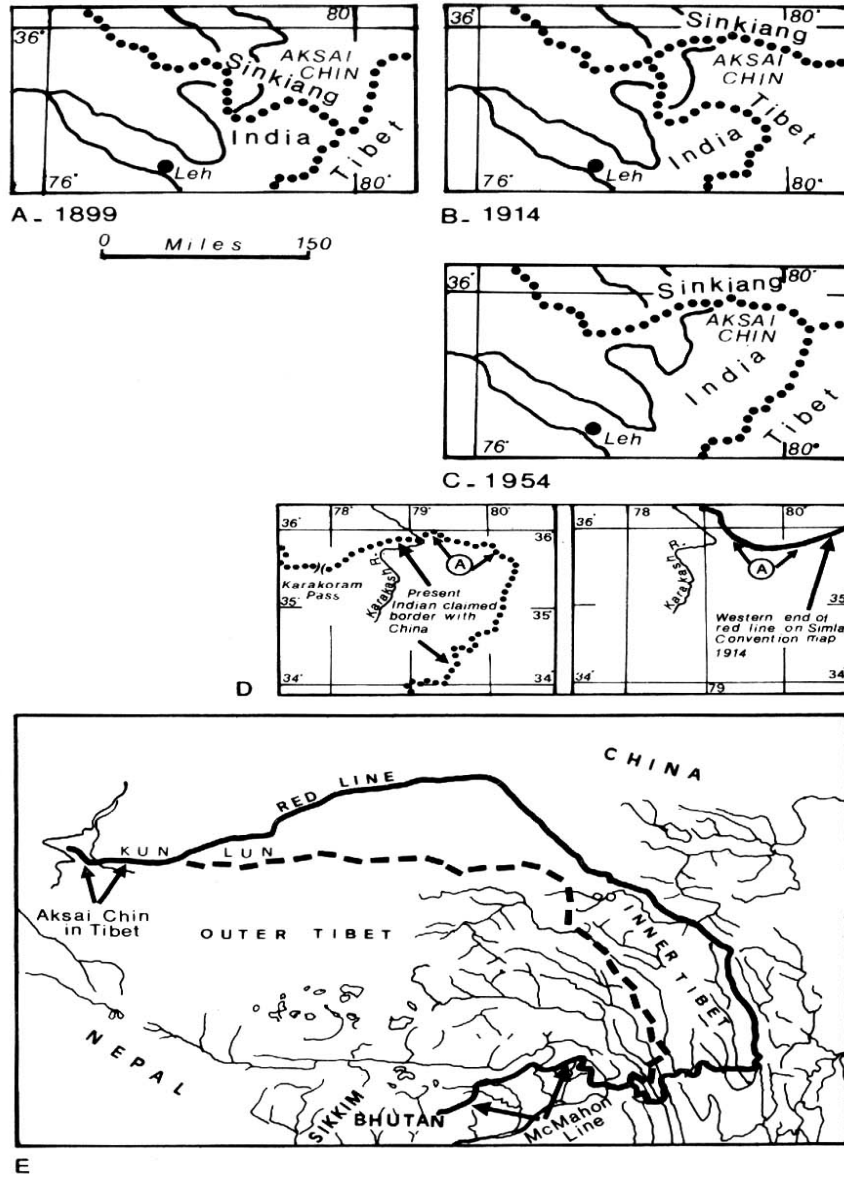 80°
36°
AKSAI
CHIN
Sinkiang
India
Tibet
Leh
76°
80°
A - 1899
80°
36°
Sinkiang
AKSAI
CHIN
Tibet
India
Leh
76°
80°
B - 1914
0 Miles 150
80°
36°
Sinkiang
AKSAI
CHIN
India
Tibet
Leh
76°
80°
C - 1954
78° 79° 80°
36° 36°
A
Karakoram
Pass
Karakash R.
35°
Present
Indian claimed
border with
China
34° 34°
D
78 80°
36° 36
A
Karakash R.
35
Western end of
red line on Simla
Convention map
1914
34° 34
79
CHINA
RED LINE
KUN LUN
Aksai Chin
in Tibet
OUTER TIBET
INNER TIBET
NEPAL
SIKKIM
BHUTAN
McMAHON
Line
E